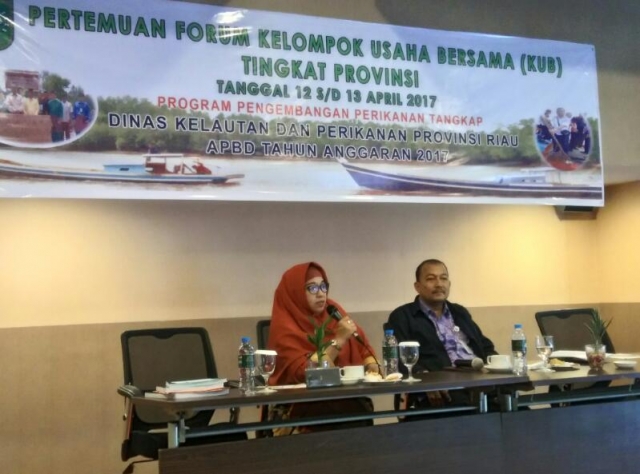 PERTEMUAN FORUM KELOMPOK USAHA BERSAMA (KUB)
TINGKAT PROVINSI
TANGGAL 12 S/D 13 APRIL 2017
PROGRAM PENGEMBANGAN PERIKANAN TANGKAP
DINAS KELAUTAN DAN PERIKANAN PROVINSI RIAU
APBD TAHUN ANGGARAN 2017